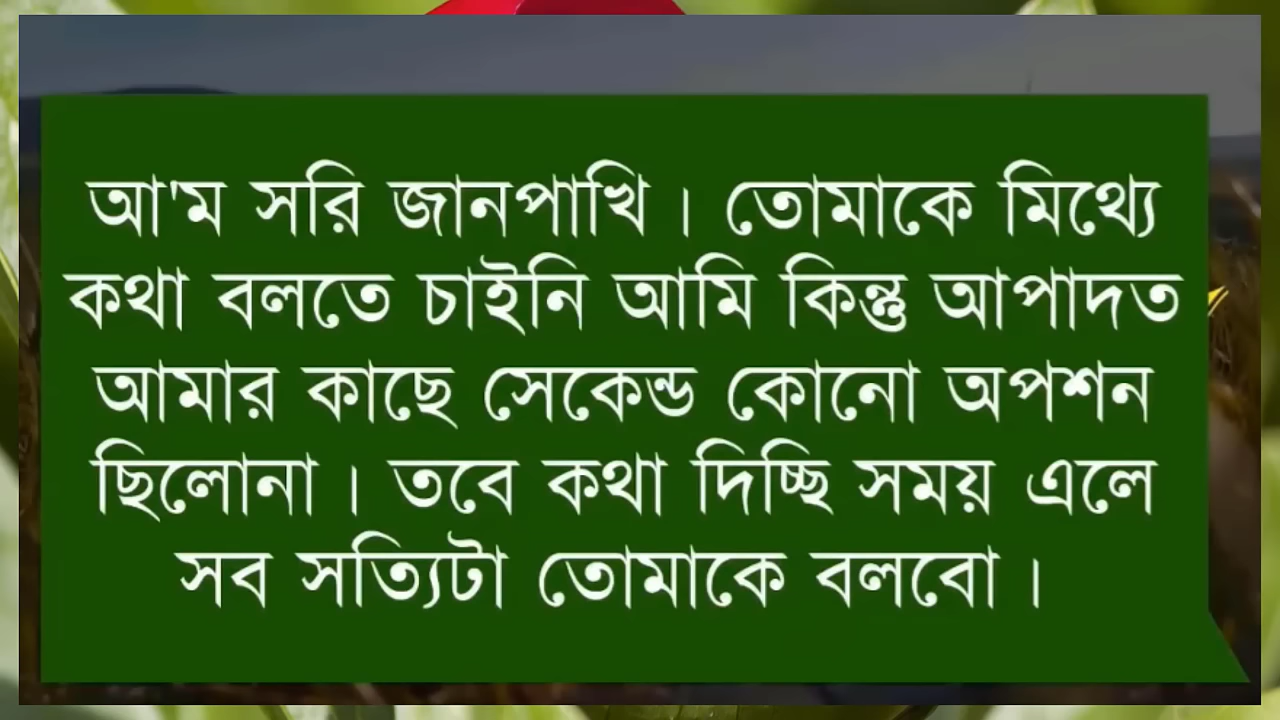 আ'ম সরি জানপাখি। তোমাকে মিথ্যে
কথা বলতে চাইনি আমি কিন্তু আপাদত
আমার কাছে সেকেন্ড কোনো অপশন
ছিলোনা। তবে কথা দিচ্ছি সময় এলে
সব সত্যিটা তোমাকে বলবো।